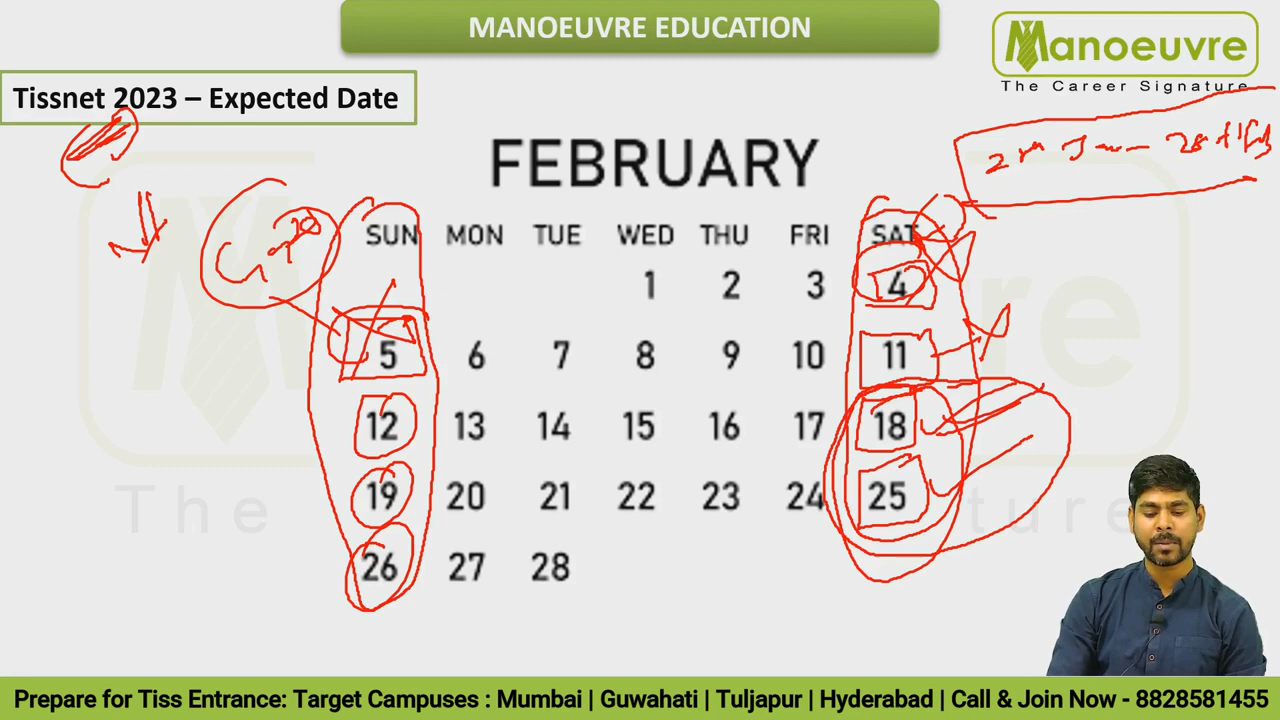 MANOEUVRE EDUCATION
Manoeuvre
The Career Signature
Tissnet 2023 – Expected Date
FEBRUARY
SUN MON TUE WED THU FRI SAT
1 2 3 4
5 6 7 8 9 10 11
12 13 14 15 16 17 18
19 20 21 22 23 24 25
26 27 28
Prepare for Tiss Entrance: Target Campuses : Mumbai | Guwahati | Tuljapur | Hyderabad | Call & Join Now - 8828581455